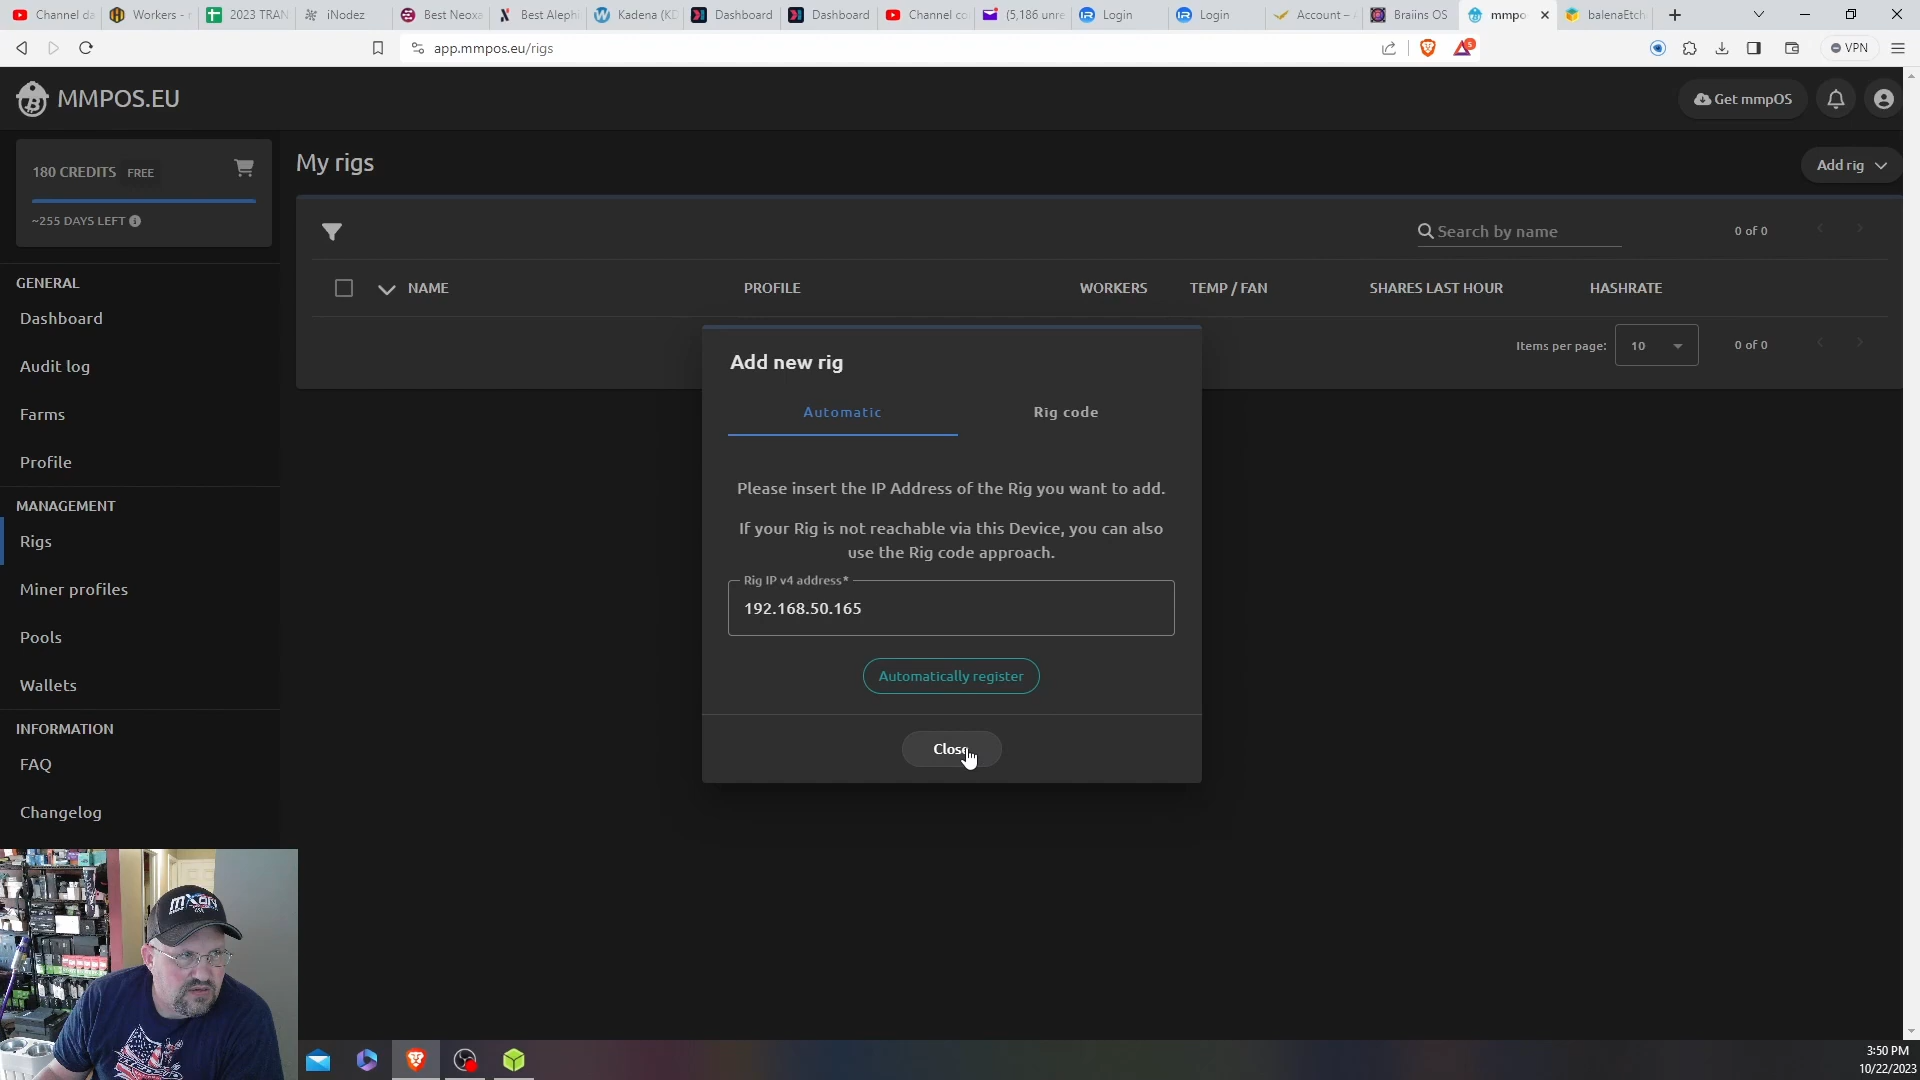 Channel da
Workers -
2023 TRAN
iNodez
Best Neoxa
Best Aleph
Kadena (KD
Dashboard
Dashboard
Channel co
(5,186 unre
Login
Login
Account –
Braiins OS
mmpo
balenaEtch
app.mmpos.eu/rigs
5
VPN
MMPOS.EU
Get mmpOS
180 CREDITS FREE
~255 DAYS LEFT
My rigs
Add rig
Search by name
0 of 0
NAME
PROFILE
WORKERS
TEMP / FAN
SHARES LAST HOUR
HASHRATE
Items per page:
10
0 of 0
GENERAL
Dashboard
Audit log
Farms
Profile
MANAGEMENT
Rigs
Miner profiles
Pools
Wallets
INFORMATION
FAQ
Changelog
Add new rig
Automatic
Rig code
Please insert the IP Address of the Rig you want to add.
If your Rig is not reachable via this Device, you can also
use the Rig code approach.
Rig IP v4 address*
192.168.50.165
Automatically register
Close
3:50 PM
10/22/2023